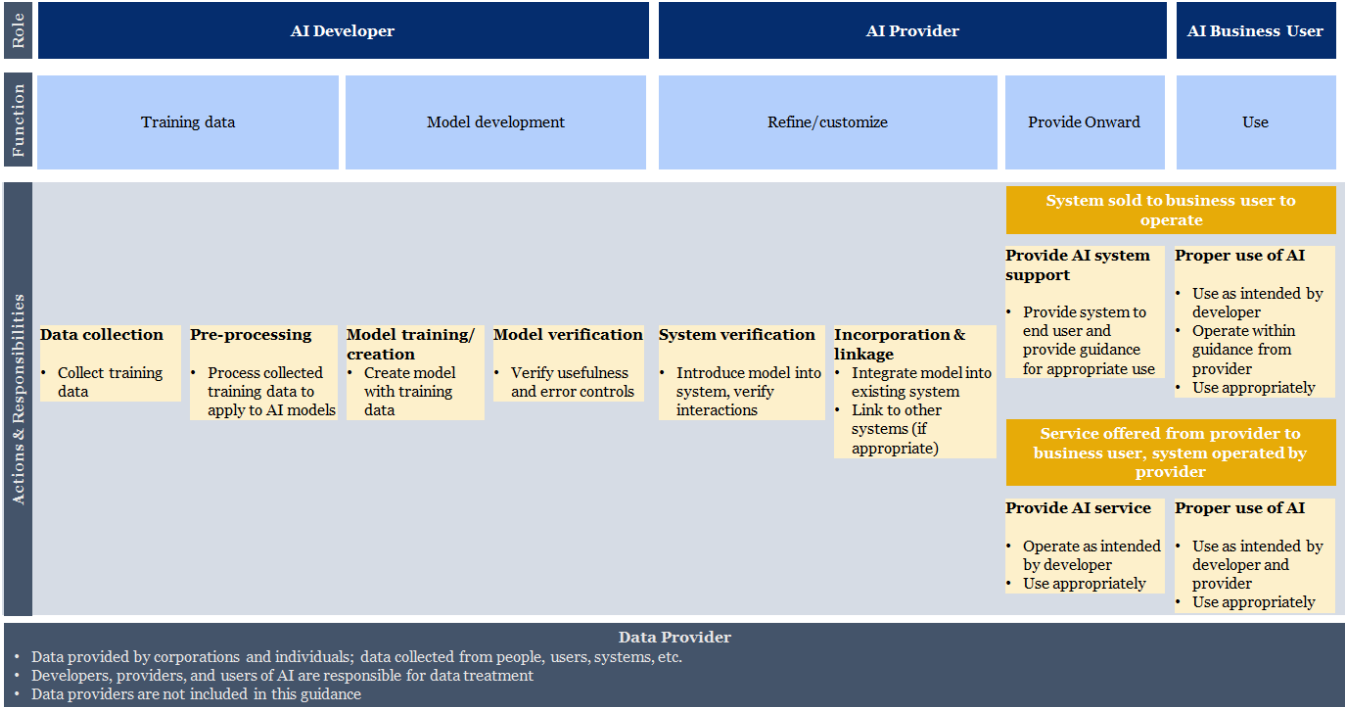 Role
AI Developer
AI Provider
AI Business User
Function
Training data
Model development
Refine/customize
Provide Onward
Use
Actions & Responsibilities
Data collection
• Collect training
data
Pre-processing
• Process collected
training data to
apply to AI models
Model training/
creation
• Create model
with training
data
Model verification
• Verify usefulness
and error controls
System verification
• Introduce model into
system, verify
interactions
Incorporation &
linkage
• Integrate model into
existing system
• Link to other
systems (if
appropriate)
System sold to business user to
operate
Provide AI system
support
• Provide system to
end user and
provide guidance
for appropriate use
Proper use of AI
• Use as intended by
developer
• Operate within
guidance from
provider
• Use appropriately
Service offered from provider to
business user, system operated by
provider
Provide AI service
• Operate as intended
by developer
• Use appropriately
Proper use of AI
• Use as intended by
developer and
provider
• Use appropriately
Data Provider
• Data provided by corporations and individuals; data collected from people, users, systems, etc.
• Developers, providers, and users of AI are responsible for data treatment
• Data providers are not included in this guidance